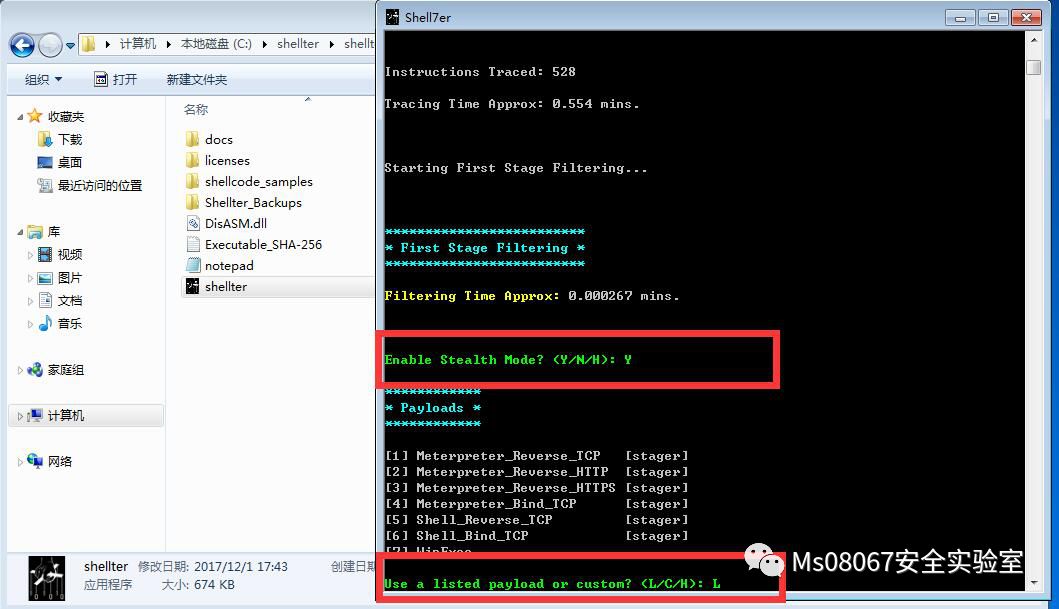 Shell7er
计算机 本地磁盘 (C:) shellter
组织 打开 新建文件夹
收藏夹
下载
桌面
最近访问的位置
库
视频
图片
文档
音乐
家庭组
计算机
网络
名称
docs
licenses
shellcode_samples
Shellter_Backups
DisASM.dll
Executable_SHA-256
notepad
shellter
shellter 修改日期: 2017/12/1 17:43 创建日期
应用程序 大小: 674 KB
Instructions Traced: 528
Tracing Time Approx: 0.554 mins.
Starting First Stage Filtering...
*************************
* First Stage Filtering *
*************************
Filtering Time Approx: 0.000267 mins.
Enable Stealth Mode? (Y/N/H): Y
************
* Payloads *
************
[1] Meterpreter_Reverse_TCP [stager]
[2] Meterpreter_Reverse_HTTP [stager]
[3] Meterpreter_Reverse_HTTPS [stager]
[4] Meterpreter_Bind_TCP [stager]
[5] Shell_Reverse_TCP [stager]
[6] Shell_Bind_TCP [stager]
[7] WinExec
Use a listed payload or custom? (L/C/H): L
Ms08067安全实验室